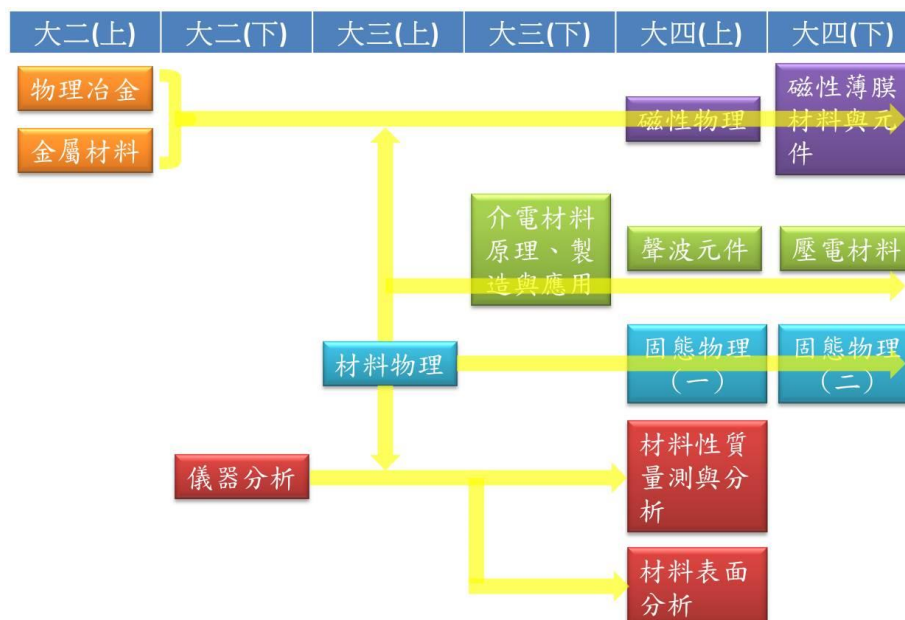 大二(上)
大二(下)
大三(上)
大三(下)
大四(上)
大四(下)
物理冶金
金屬材料
磁性物理
磁性薄膜
材料與元
件
介電材料
原理、製
造與應用
聲波元件
壓電材料
材料物理
固態物理
(一)
固態物理
(二)
儀器分析
材料性質
量測與分
析
材料表面
分析